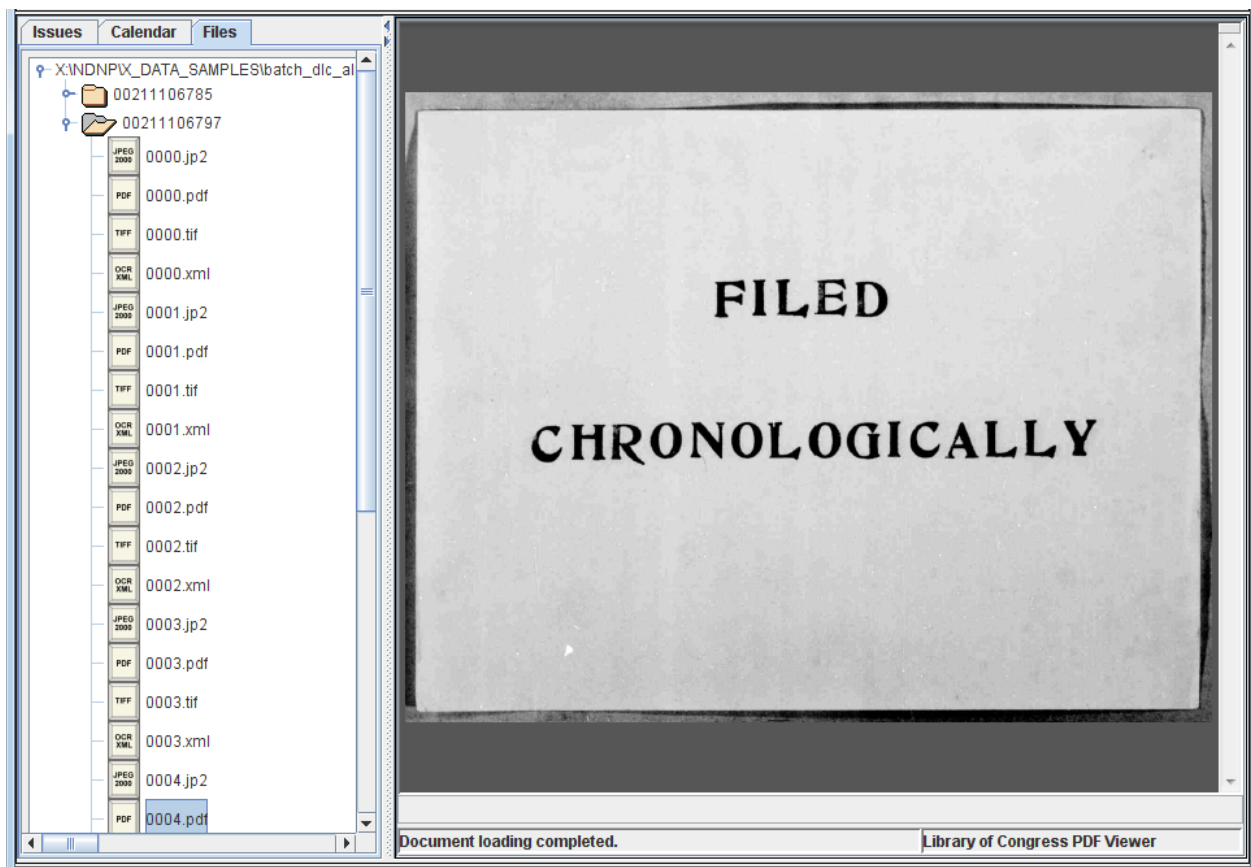 Issues Calendar Files
X:\NDNP\X_DATA_SAMPLES\batch_dlc_al
00211106785
00211106797
JPEG 2000 0000.jp2
PDF 0000.pdf
TIFF 0000.tif
OCR XML 0000.xml
JPEG 2000 0001.jp2
PDF 0001.pdf
TIFF 0001.tif
OCR XML 0001.xml
JPEG 2000 0002.jp2
PDF 0002.pdf
TIFF 0002.tif
OCR XML 0002.xml
JPEG 2000 0003.jp2
PDF 0003.pdf
TIFF 0003.tif
OCR XML 0003.xml
JPEG 2000 0004.jp2
PDF 0004.pdf
FILED
CHRONOLOGICALLY
Document loading completed. Library of Congress PDF Viewer